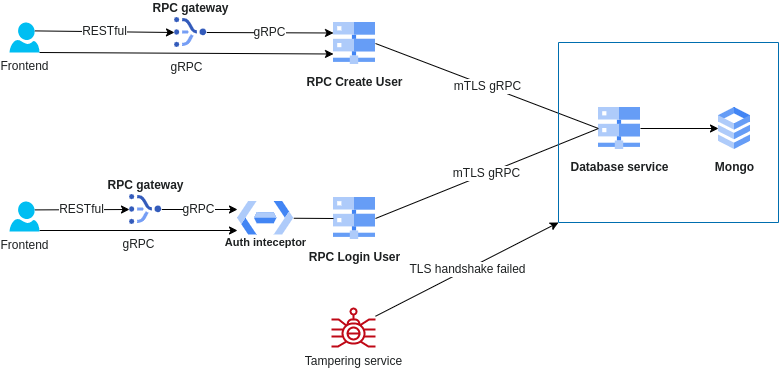 RPC gateway
RESTful
gRPC
Frontend
gRPC
RPC Create User
mTLS gRPC
Database service
Mongo
mTLS gRPC
RPC gateway
RESTful
gRPC
Frontend
gRPC
Auth inteceptor
RPC Login User
TLS handshake failed
Tampering service